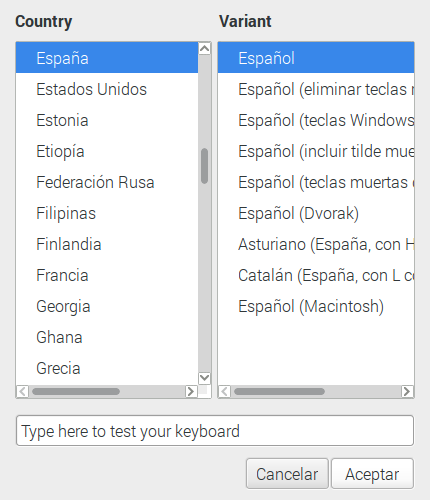 Country Variant
España
Estados Unidos
Estonia
Etiopía
Federación Rusa
Filipinas
Finlandia
Francia
Georgia
Ghana
Grecia
Español
Español (eliminar teclas
Español (teclas Windows
Español (incluir tilde
Español (teclas muertas
Español (Dvorak)
Asturiano (España, con H
Catalán (España, con L
Español (Macintosh)
Type here to test your keyboard
Cancelar Aceptar